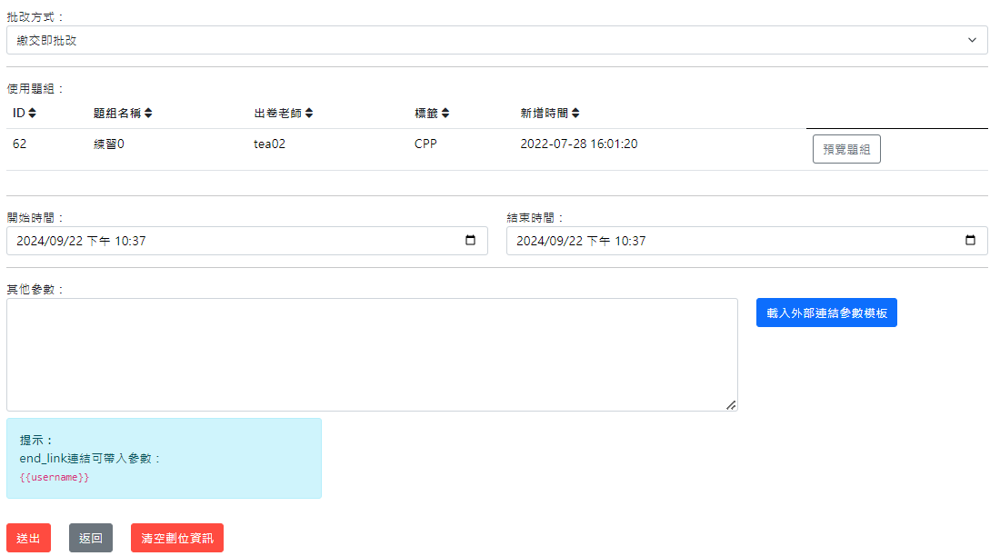 批改方式：
繳交即批改
使用題組：
ID 題組名稱 出卷老師 標籤 新增時間
62 練習0 tea02 CPP 2022-07-28 16:01:20 預覽題組
開始時間： 結束時間：
2024/09/22 下午 10:37 2024/09/22 下午 10:37
其他參數：
載入外部連結參數模板
提示：
end_link連結可帶入參數：
{{username}}
送出 返回 清空劃位資訊